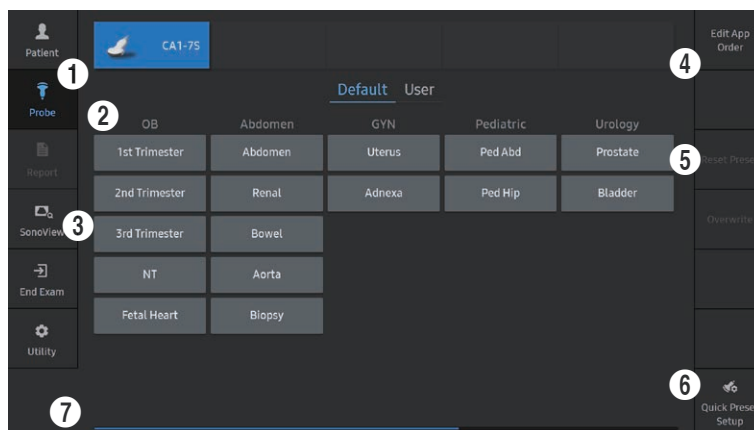 Patient
CA1-7S
Edit App
Order
1
4
Probe
Default User
2
OB Abdomen GYN Pediatric Urology
1st Trimester Abdomen Uterus Ped Abd Prostate
5
Reset Prese
Report
2nd Trimester Renal Adnexa Ped Hip Bladder
Overwrite
SonoView
3
3rd Trimester Bowel
NT Aorta
End Exam
Fetal Heart Biopsy
Utility
6
7
Quick Prese
Setup